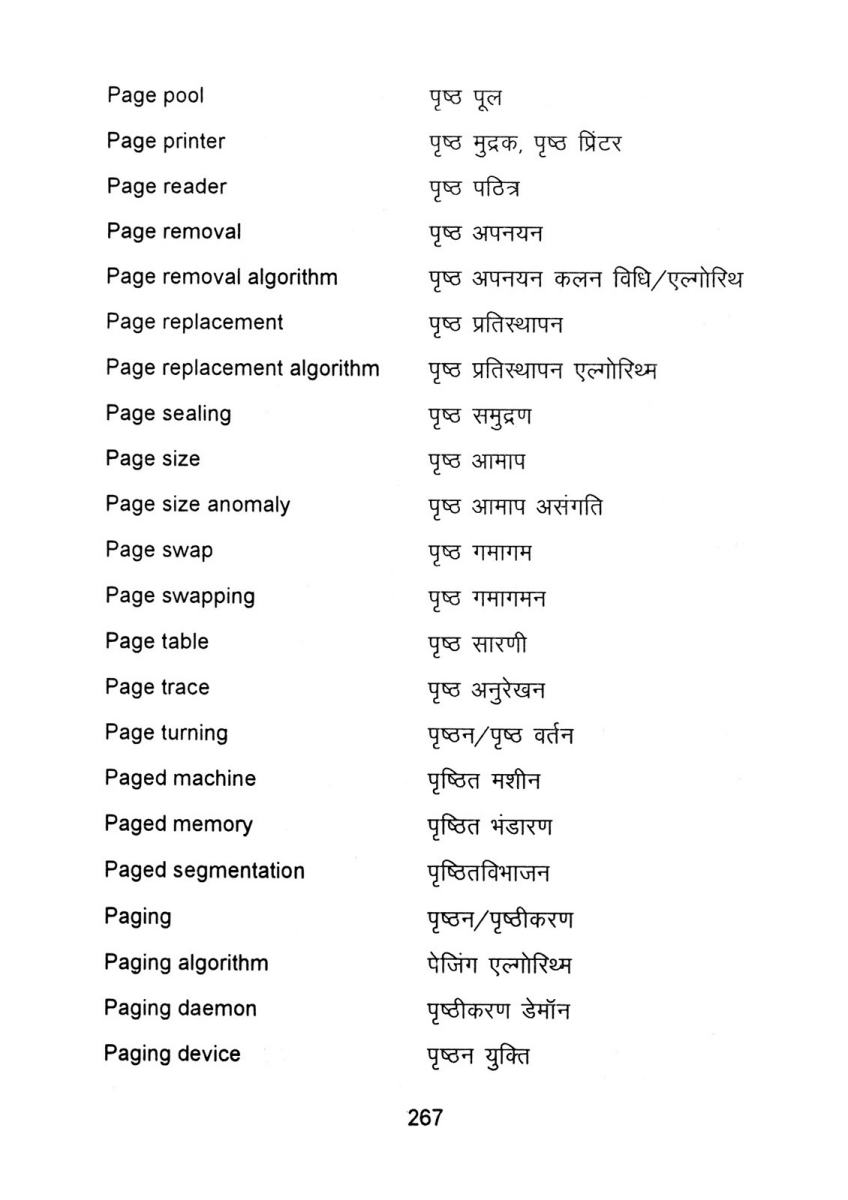 Page pool पृष्ठ पूल
Page printer पृष्ठ मुद्रक, पृष्ठ प्रिंटर
Page reader पृष्ठ पठित्र
Page removal पृष्ठ अपनयन
Page removal algorithm पृष्ठ अपनयन कलन विधि/एल्गोरिथ
Page replacement पृष्ठ प्रतिस्थापन
Page replacement algorithm पृष्ठ प्रतिस्थापन एल्गोरिथ्म
Page sealing पृष्ठ समुद्रण
Page size पृष्ठ आमाप
Page size anomaly पृष्ठ आमाप असंगति
Page swap पृष्ठ गमागम
Page swapping पृष्ठ गमागमन
Page table पृष्ठ सारणी
Page trace पृष्ठ अनुरेखन
Page turning पृष्ठन/पृष्ठ वर्तन
Paged machine पृष्ठित मशीन
Paged memory पृष्ठित भंडारण
Paged segmentation पृष्ठितविभाजन
Paging पृष्ठन/पृष्ठीकरण
Paging algorithm पेजिंग एल्गोरिथ्म
Paging daemon पृष्ठीकरण डेमॉन
Paging device पृष्ठन युक्ति
267